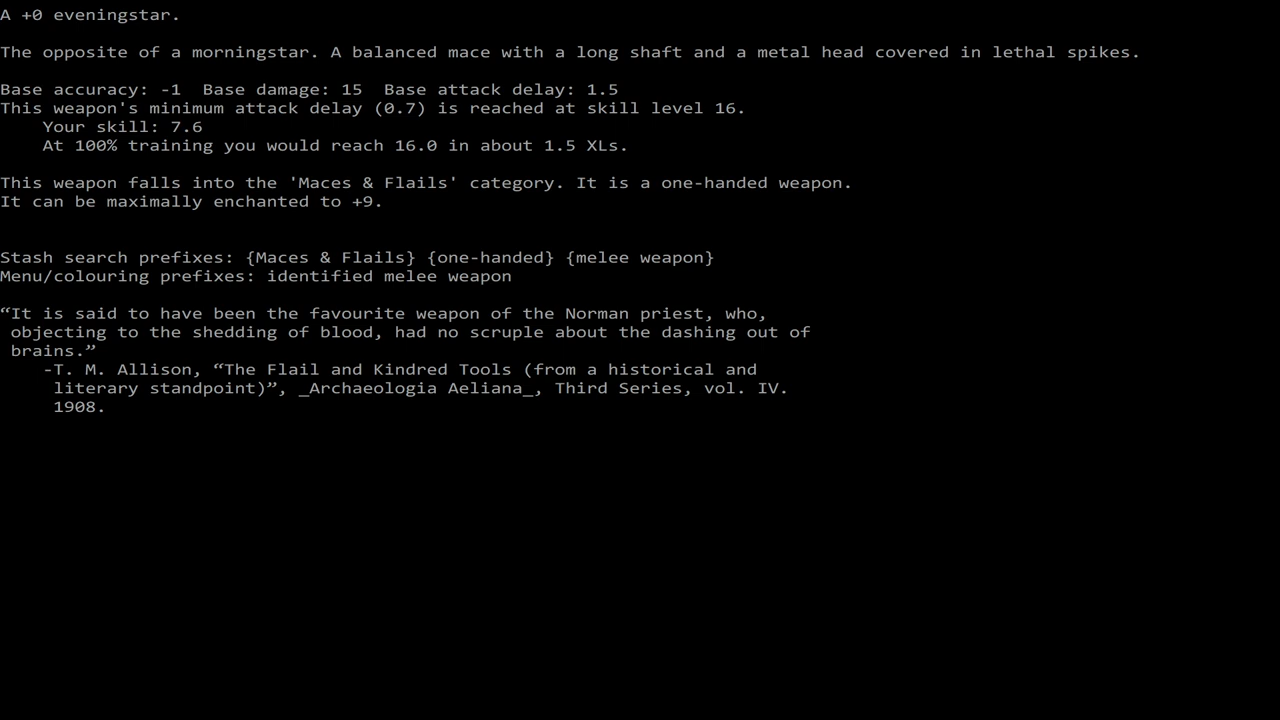 A +0 eveningstar.
The opposite of a morningstar. A balanced mace with a long shaft and a metal head covered in lethal spikes.
Base accuracy: -1  Base damage: 15  Base attack delay: 1.5
This weapon's minimum attack delay (0.7) is reached at skill level 16.
Your skill: 7.6
At 100% training you would reach 16.0 in about 1.5 XLs.
This weapon falls into the 'Maces & Flails' category. It is a one-handed weapon.
It can be maximally enchanted to +9.
Stash search prefixes: {Maces & Flails} {one-handed} {melee weapon}
Menu/colouring prefixes: identified melee weapon
“It is said to have been the favourite weapon of the Norman priest, who,
objecting to the shedding of blood, had no scruple about the dashing out of
brains.”
-T. M. Allison, “The Flail and Kindred Tools (from a historical and
literary standpoint)”, _Archaeologia Aeliana_, Third Series, vol. IV.
1908.